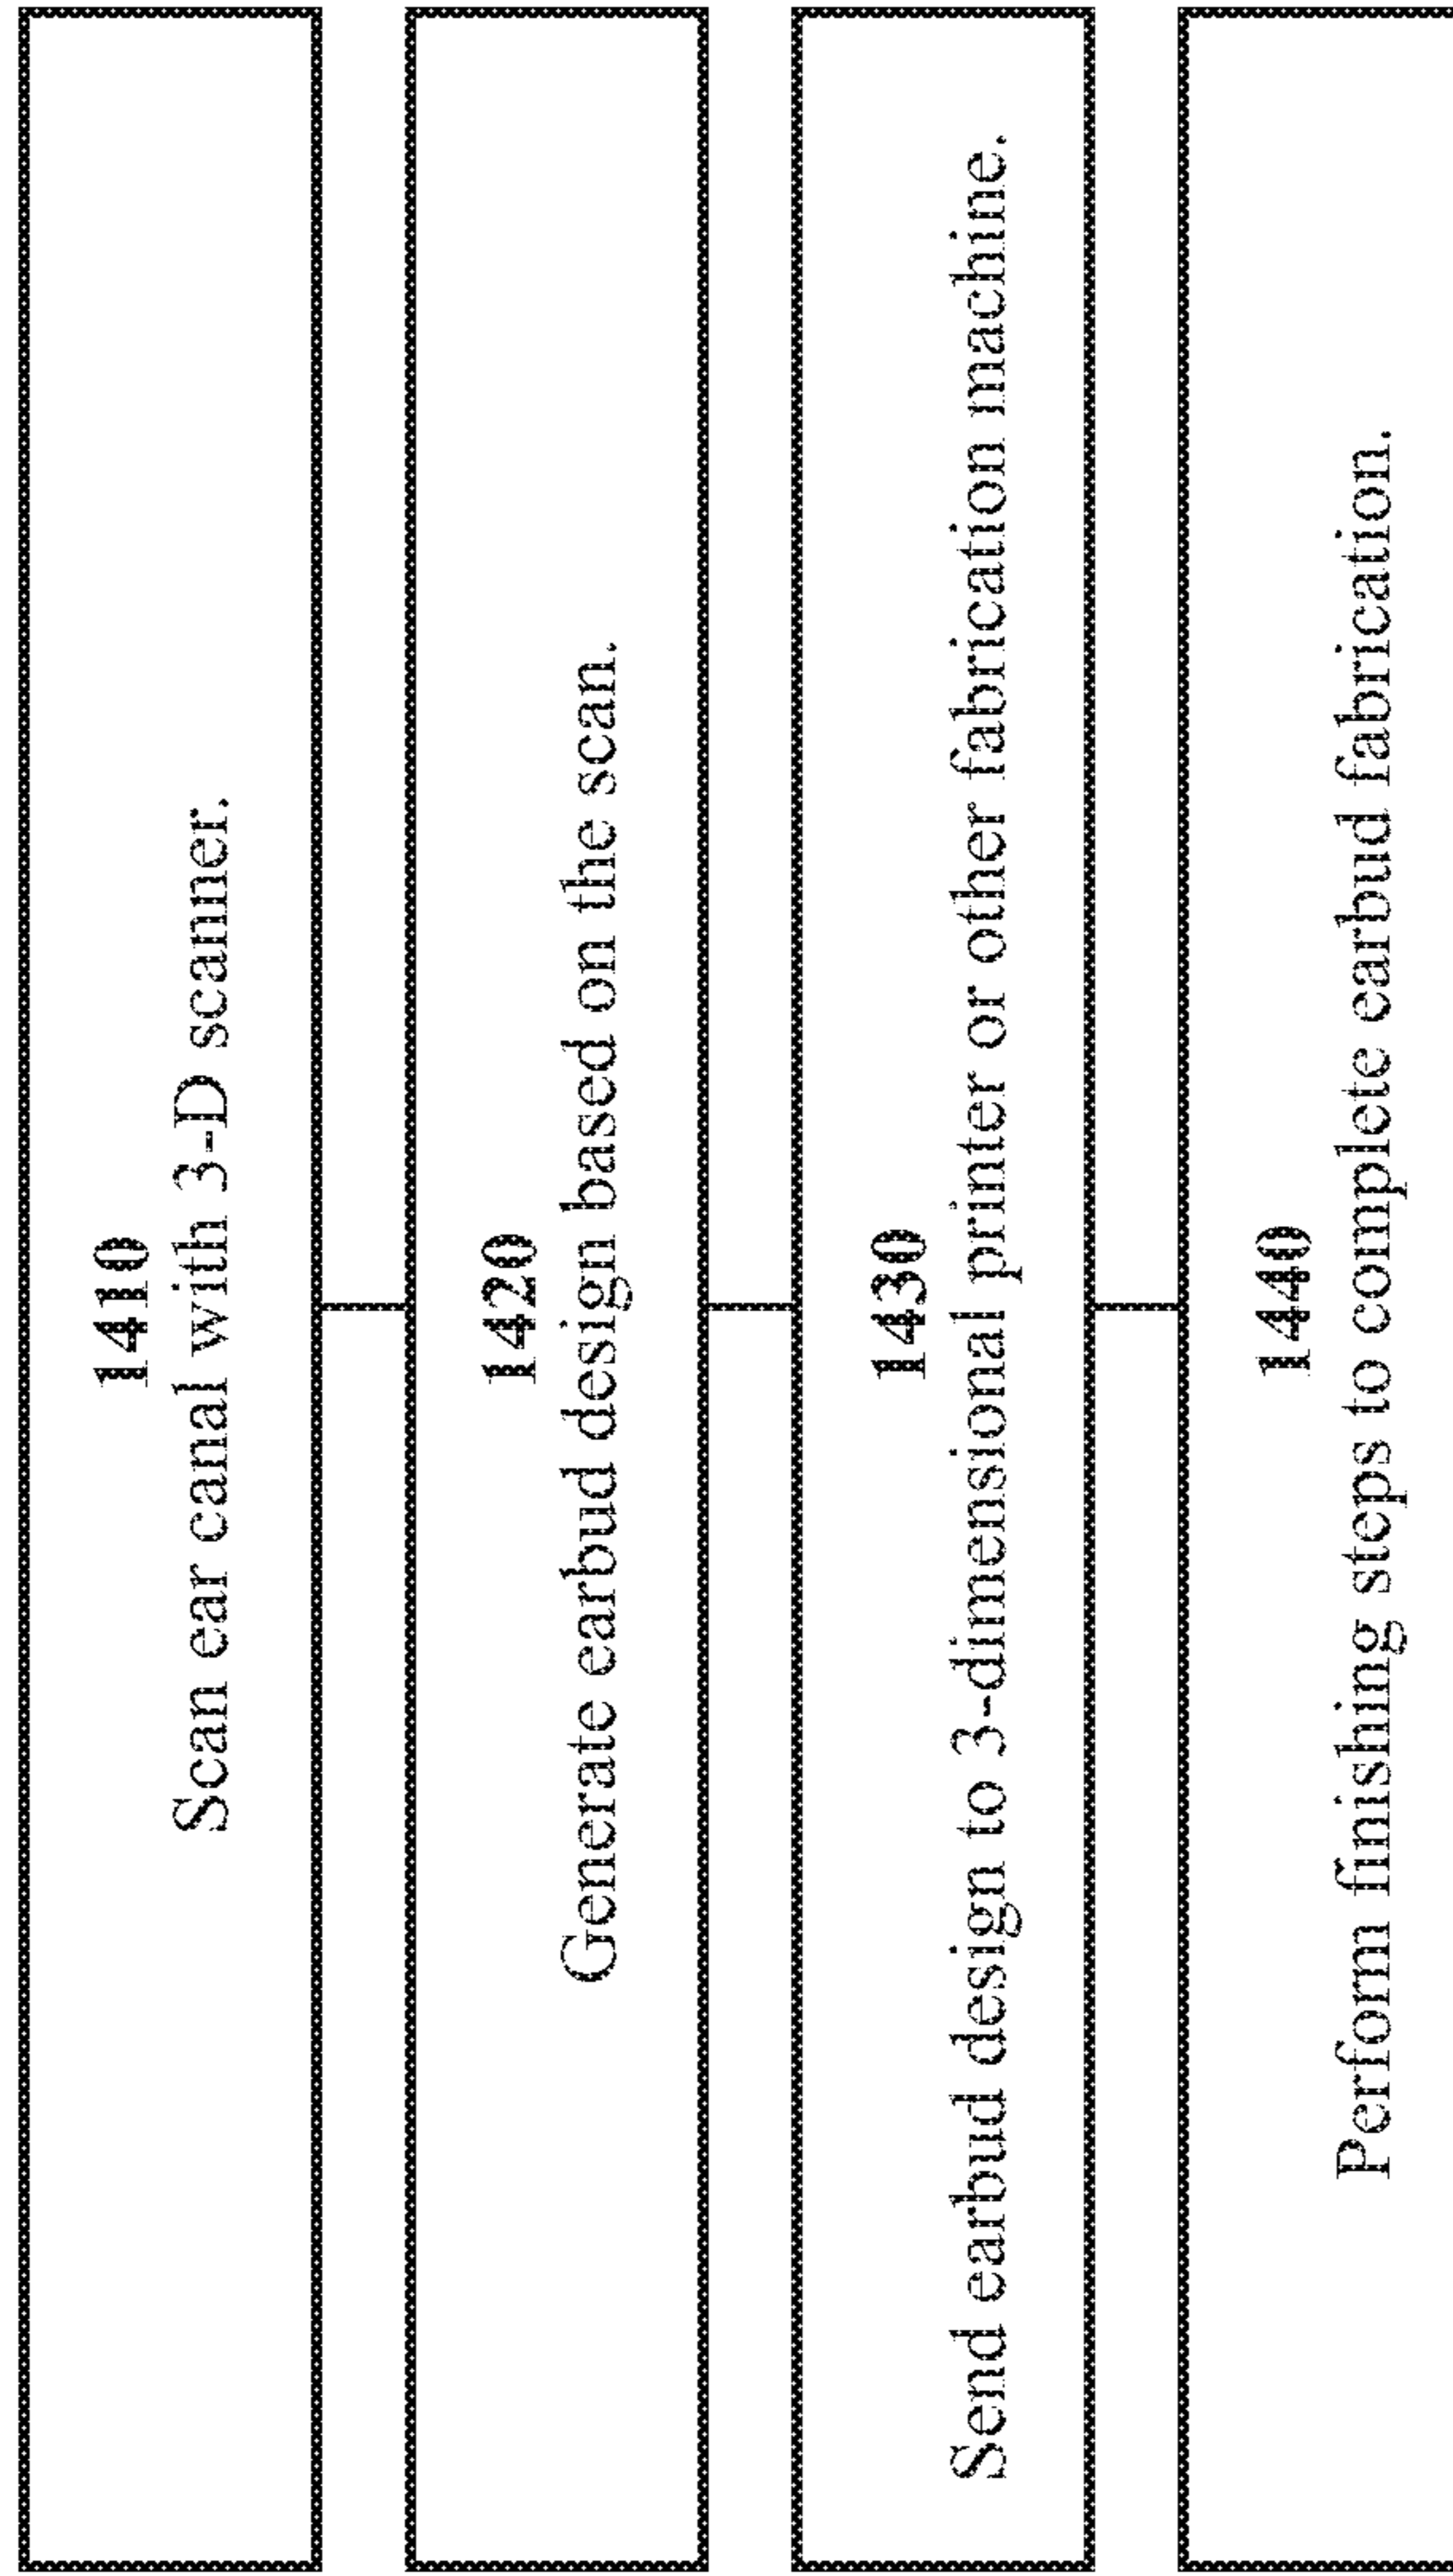 1410
Scan ear canal with 3-D scanner.
1420
Generate earbud design based on the scan.
1430
Send earbud design to 3-dimensional printer or other fabrication machine.
1440
Perform finishing steps to complete earbud fabrication.